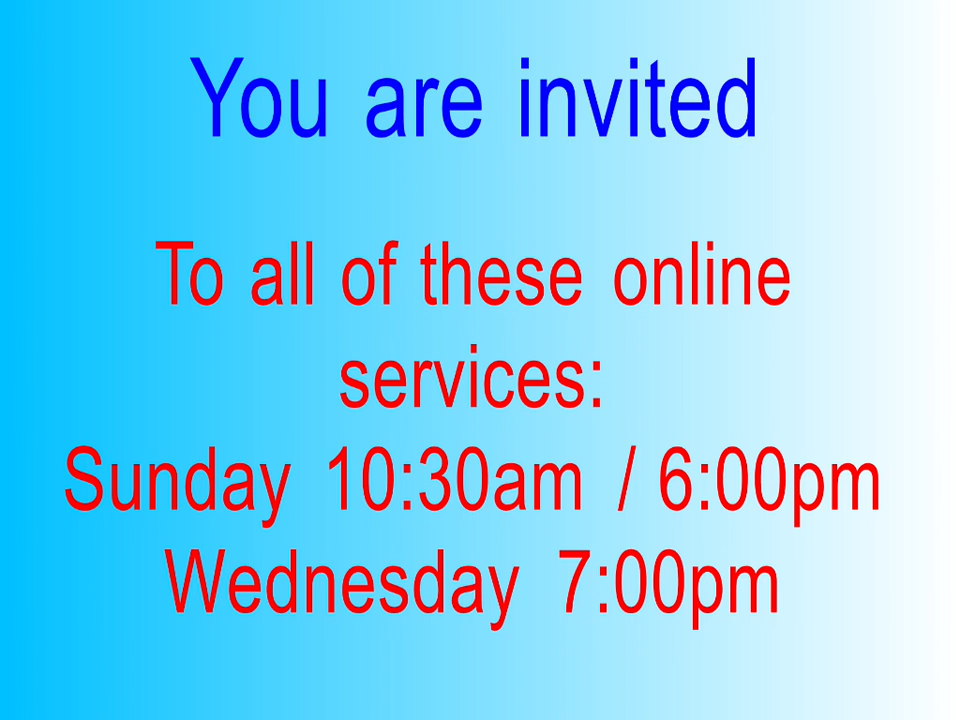 You are invited
To all of these online
services:
Sunday 10:30am / 6:00pm
Wednesday 7:00pm